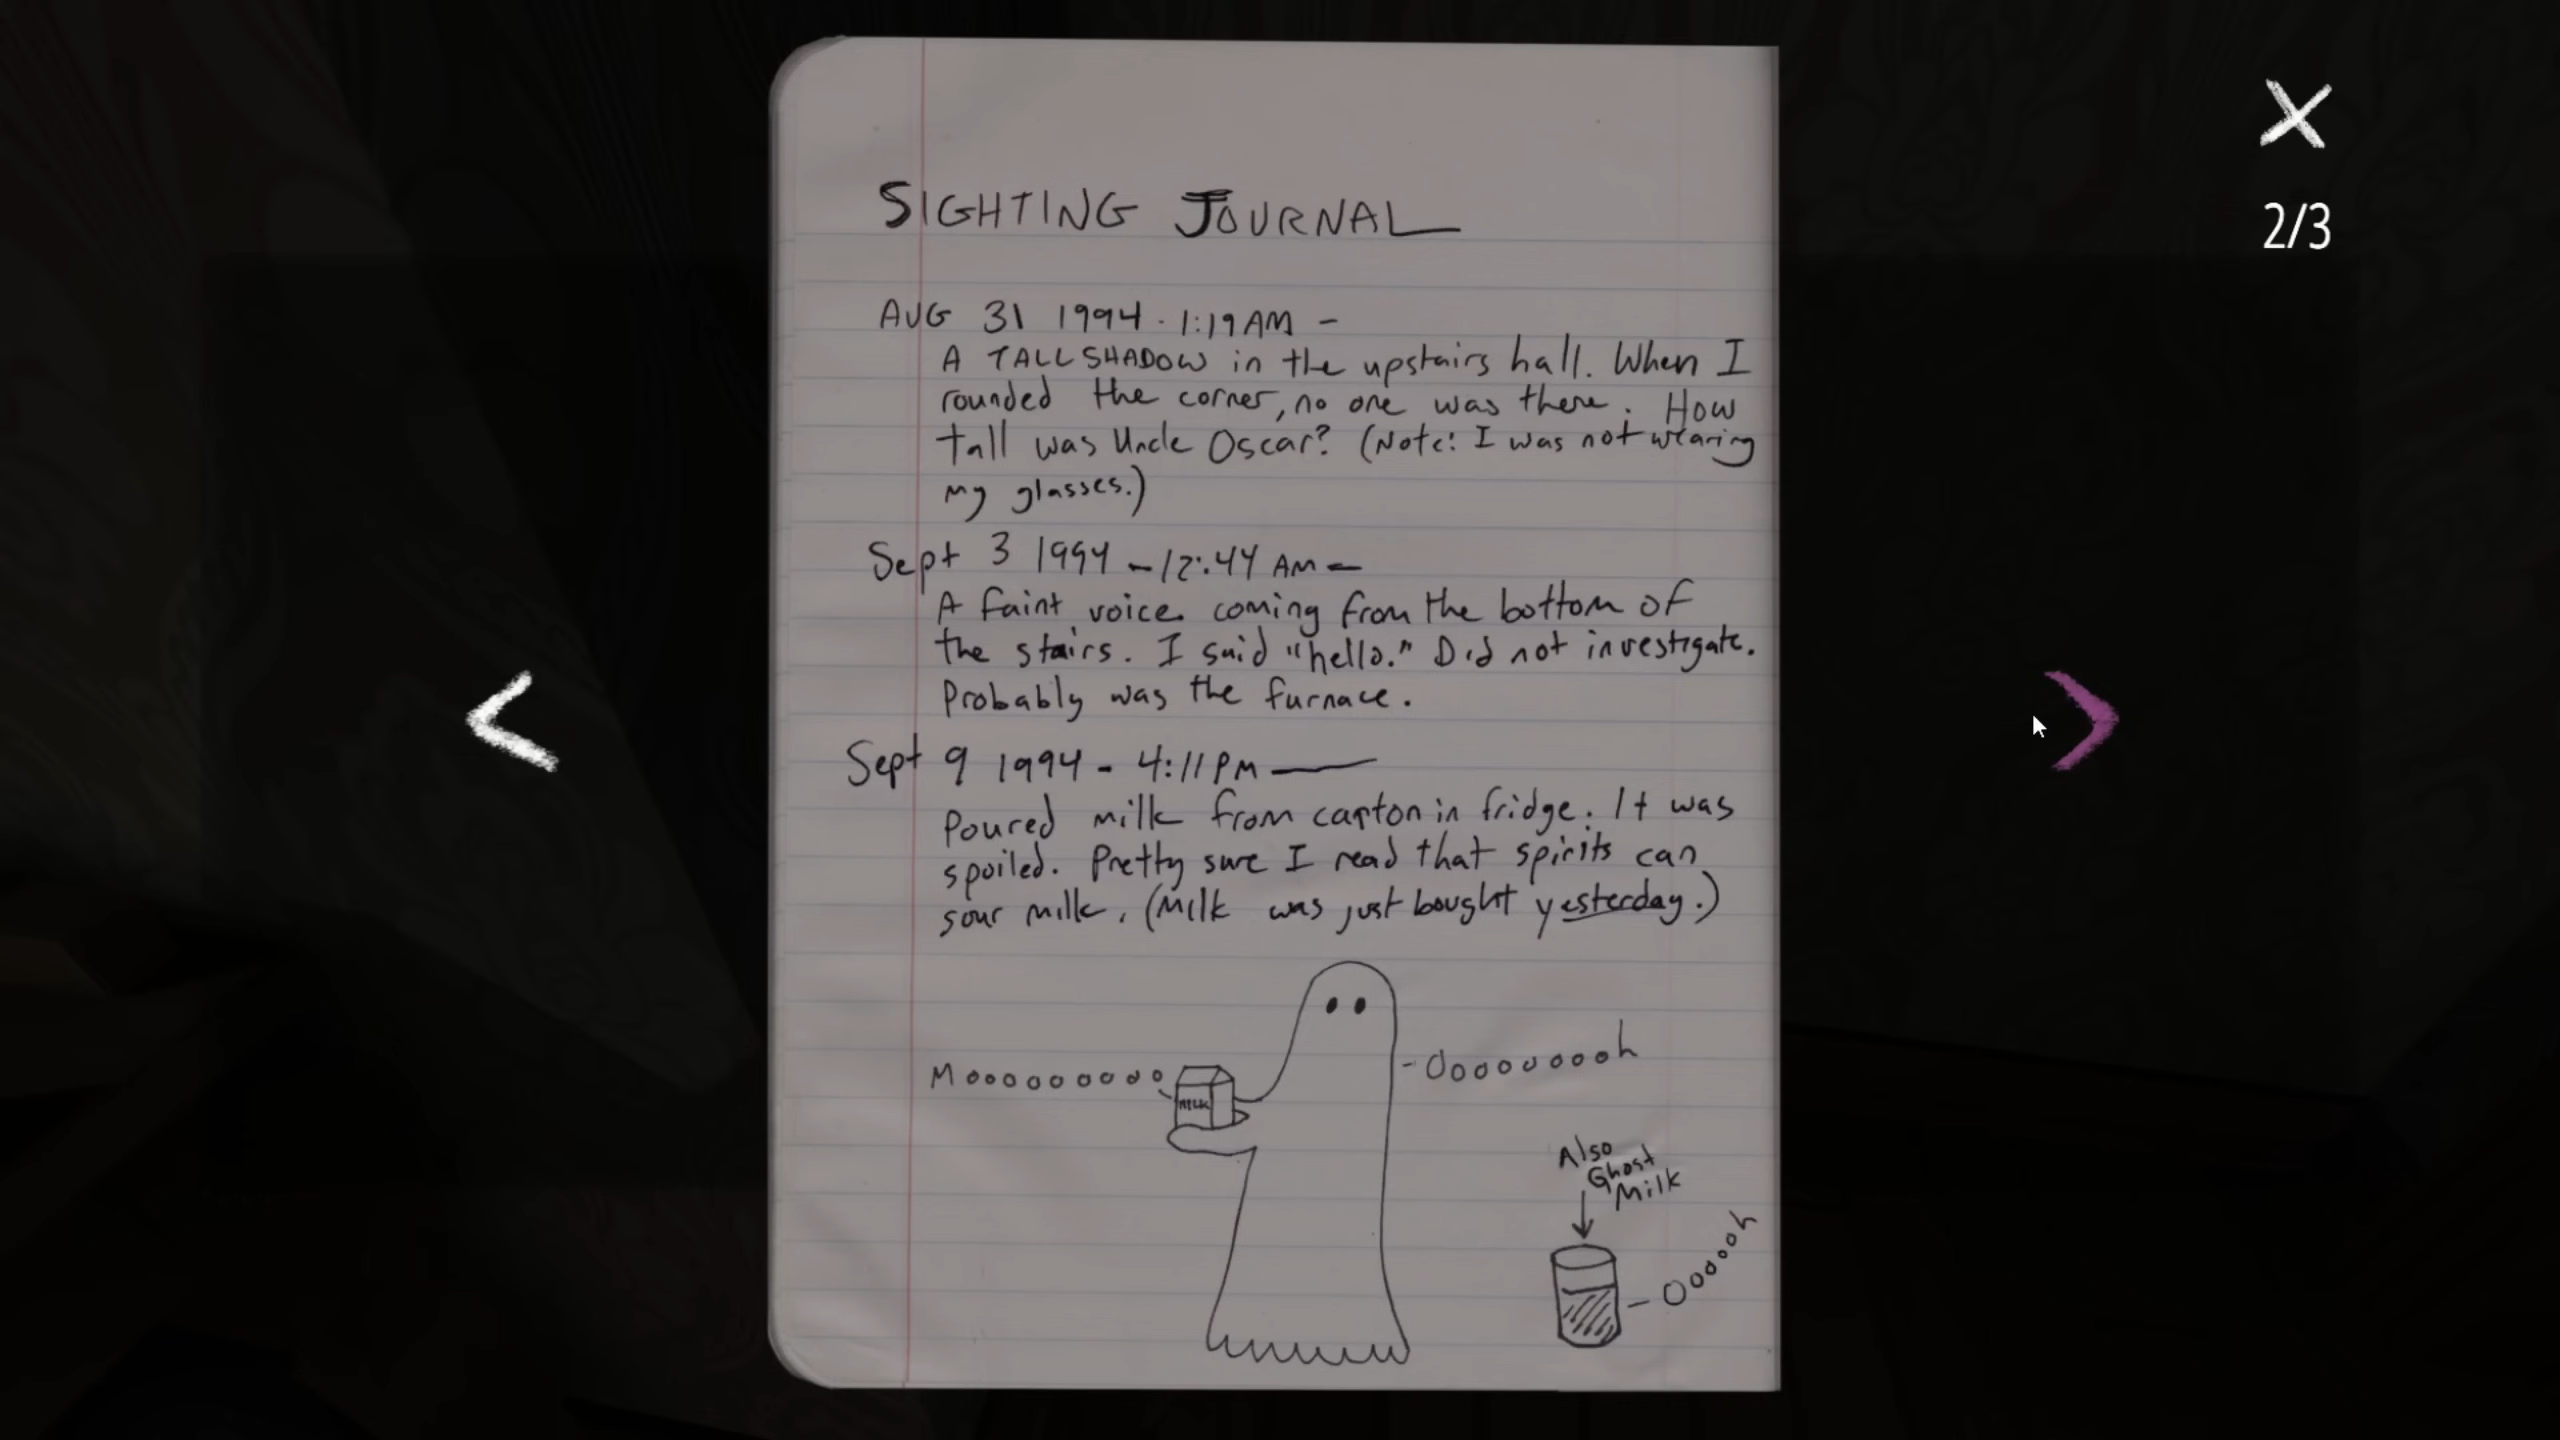 SIGHTING JOURNAL
2/3
AUG 31 1994 - 1:19 AM -
A TALL SHADOW in the upstairs hall. When I
rounded the corner, no one was there. How
tall was Uncle Oscar? (Note: I was not wearing
my glasses.)
Sept 3 1994 - 12:44 AM -
A faint voice coming from the bottom of
the stairs. I said "hello." Did not investigate.
Probably was the furnace.
Sept 9 1994 - 4:11 PM -
Poured milk from carton in fridge. It was
spoiled. Pretty sure I read that spirits can
sour milk. (Milk was just bought yesterday.)
Mooooooooo
MILK
- Ooooooooh
Also
Ghost
Milk
- Ooooooh